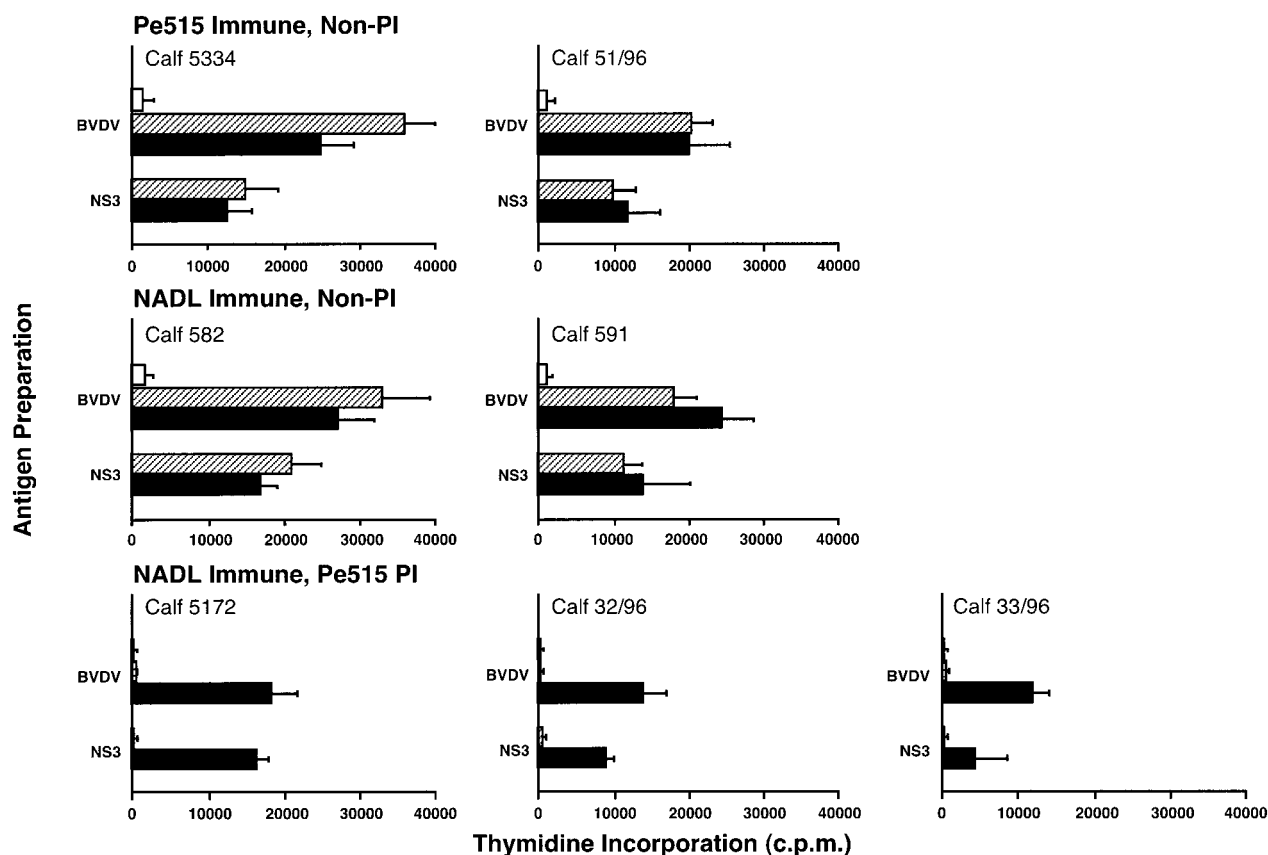 Pe515 Immune, Non-PI
Calf 5334
Calf 51/96
BVDV
BVDV
NS3
NS3
0 10000 20000 30000 40000
0 10000 20000 30000 40000
NADL Immune, Non-PI
Calf 582
Calf 591
BVDV
BVDV
NS3
NS3
0 10000 20000 30000 40000
0 10000 20000 30000 40000
NADL Immune, Pe515 PI
Calf 5172
Calf 32/96
Calf 33/96
BVDV
BVDV
BVDV
NS3
NS3
NS3
0 10000 20000 30000 40000
0 10000 20000 30000 40000
0 10000 20000 30000 40000
Antigen Preparation
Thymidine Incorporation (c.p.m.)